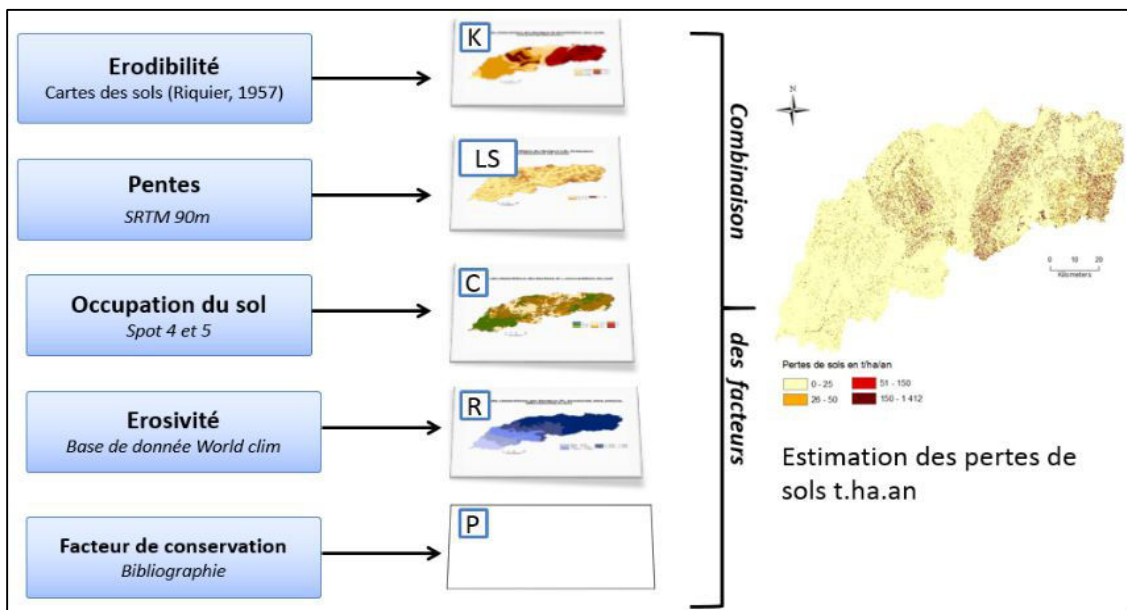 Erodibilité
Cartes des sols (Riquier, 1957)
K
Pentes
SRTM 90m
LS
Occupation du sol
Spot 4 et 5
C
Erosivité
Base de donnée World clim
R
Facteur de conservation
Bibliographie
P
Combinaison
des facteurs
N
0 10 20
Kilometers
Pertes de sols en t/ha/an
0 - 25
51 - 150
26 - 50
150 - 1 412
Estimation des pertes de
sols t.ha.an